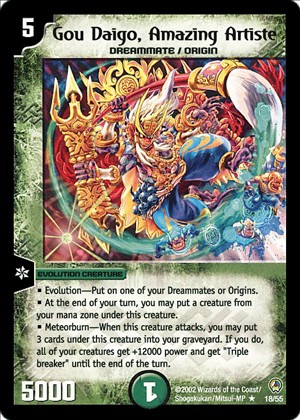 5
Gou Daigo, Amazing Artiste
DREAMMATE / ORIGIN
EVOLUTION CREATURE
■ Evolution—Put on one of your Dreammates or Origins.
■ At the end of your turn, you may put a creature from
your mana zone under this creature.
■ Meteorburn—When this creature attacks, you may put
3 cards under this creature into your graveyard. If you do,
all of your creatures get +12000 power and get "Triple
breaker" until the end of the turn.
5000
1
©2002 Wizards of the Coast/
Shogakukan/Mitsui-MP ★ 18/55